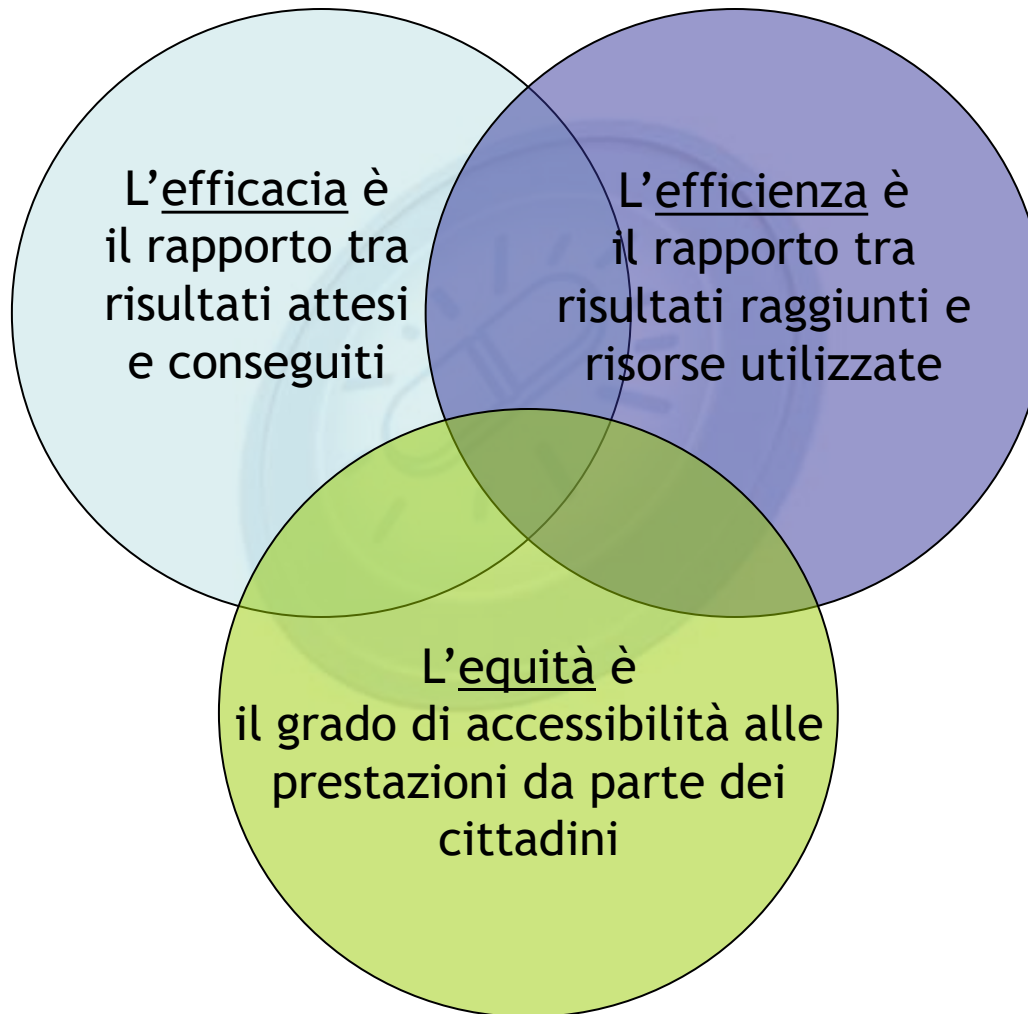 L’efficacia è
il rapporto tra
risultati attesi
e conseguiti
L’efficienza è
il rapporto tra
risultati raggiunti e
risorse utilizzate
L’equità è
il grado di accessibilità alle
prestazioni da parte dei
cittadini